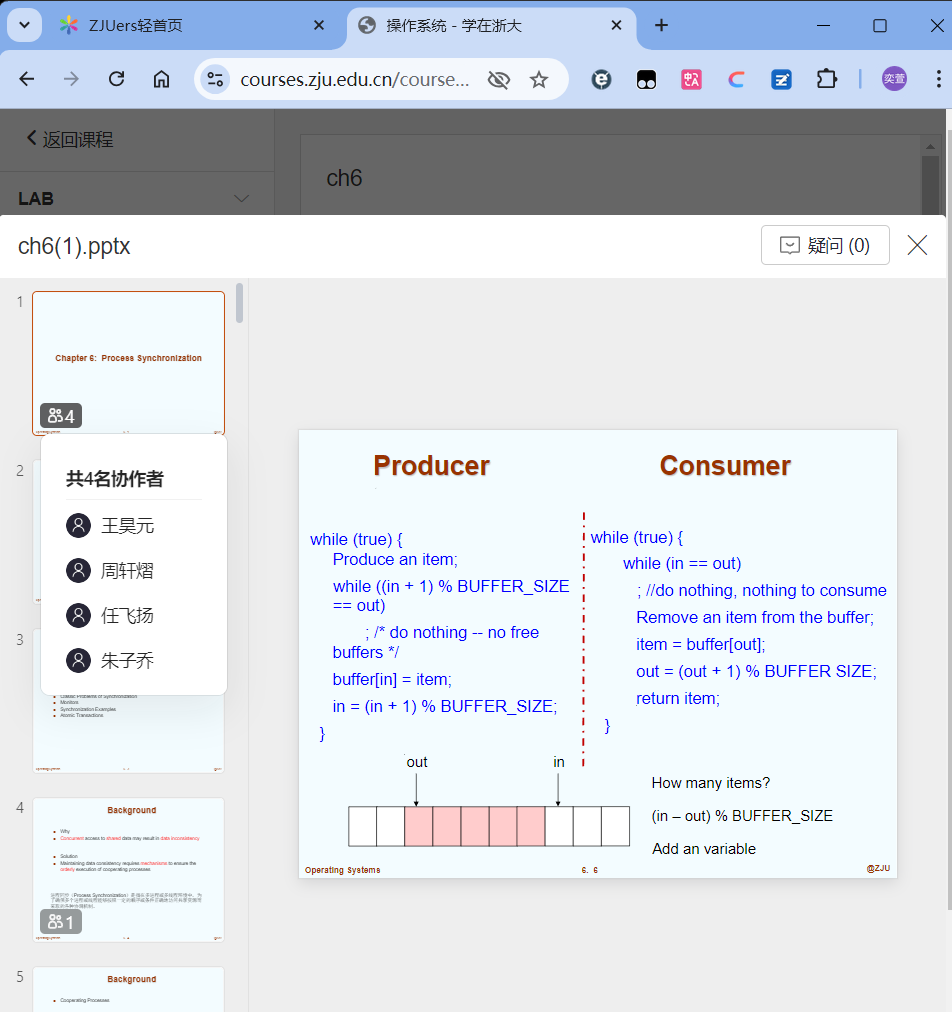 ZJUers轻首页
操作系统 - 学在浙大
courses.zju.edu.cn/course...
奕萱
返回课程
LAB
ch6
ch6(1).pptx
疑问 (0)
1
Chapter 6: Process Synchronization
4
共4名协作者
王昊元
周轩熠
任飞扬
朱子乔
2
3
Classic Problems of Synchronization
Monitors
Synchronization Examples
Atomic Transactions
4
Background
Why
Concurrent access to shared data may result in data inconsistency
Solution
Maintaining data consistency requires mechanisms to ensure the
orderly execution of cooperating processes
1
5
Background
Cooperating Processes
Producer
while (true) {
Produce an item;
while ((in + 1) % BUFFER_SIZE
== out)
; /* do nothing -- no free
buffers */
buffer[in] = item;
in = (in + 1) % BUFFER_SIZE;
}
Consumer
while (true) {
while (in == out)
; //do nothing, nothing to consume
Remove an item from the buffer;
item = buffer[out];
out = (out + 1) % BUFFER SIZE;
return item;
}
out
in
How many items?
(in – out) % BUFFER_SIZE
Add an variable
Operating Systems
6. 6
@ZJU